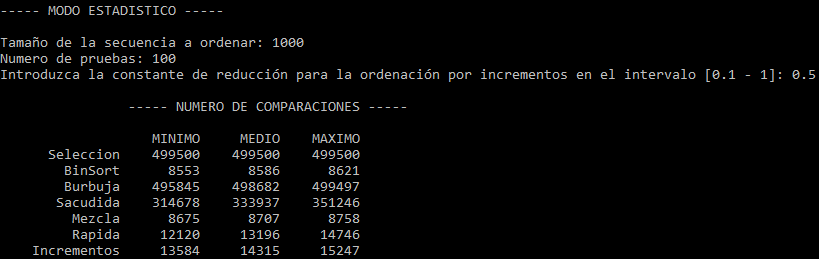 ----- MODO ESTADISTICO -----
Tamaño de la secuencia a ordenar: 1000
Numero de pruebas: 100
Introduzca la constante de reducción para la ordenación por incrementos en el intervalo [0.1 - 1]: 0.5
----- NUMERO DE COMPARACIONES -----
MINIMO MEDIO MAXIMO
Seleccion 499500 499500 499500
BinSort 8553 8586 8621
Burbuja 495845 498682 499497
Sacudida 314678 333937 351246
Mezcla 8675 8707 8758
Rapida 12120 13196 14746
Incrementos 13584 14315 15247